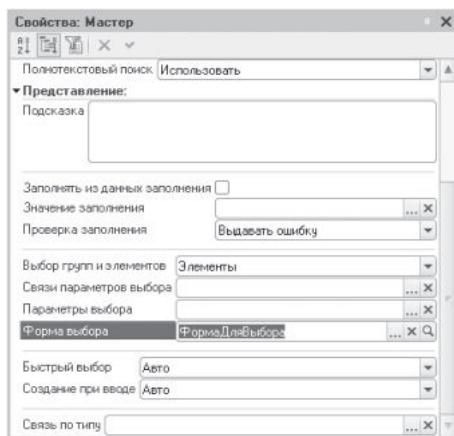 Свойства: Мастер
Полнотекстовый поиск Использовать
Представление:
Подсказка
Заполнять из данных заполнения
Значение заполнения
Проверка заполнения Выдавать ошибку
Выбор групп и элементов Элементы
Связи параметров выбора
Параметры выбора
Форма выбора ФормаДляВыбора
Быстрый выбор Авто
Создание при вводе Авто
Связь по типу